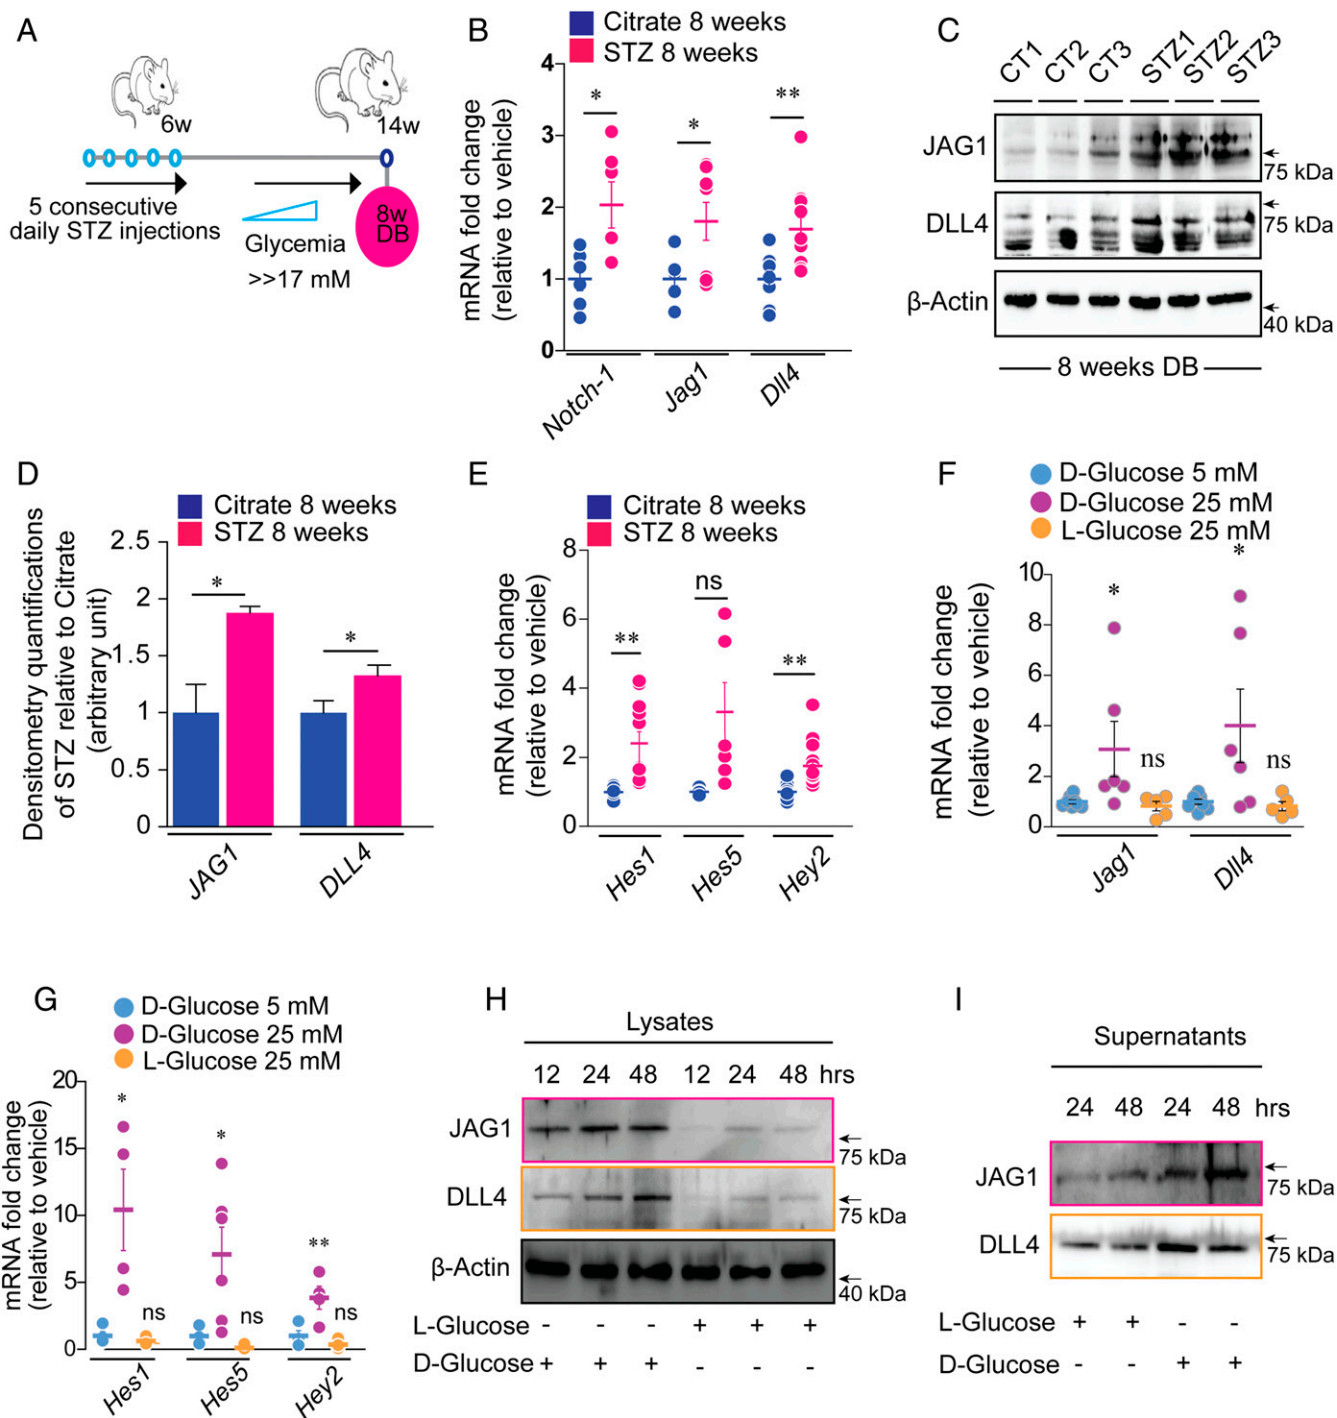 A
6w
14w
5 consecutive
daily STZ injections
Glycemia
>>17 mM
8w
DB
B
Citrate 8 weeks
STZ 8 weeks
mRNA fold change
(relative to vehicle)
4
3
2
1
0
*
*
**
Notch-1
Jag1
Dll4
C
CT1
CT2
CT3
STZ1
STZ2
STZ3
JAG1
75 kDa
DLL4
75 kDa
β-Actin
40 kDa
8 weeks DB
D
Citrate 8 weeks
STZ 8 weeks
Densitometry quantifications
of STZ relative to Citrate
(arbitrary unit)
2.5
2
1.5
1
0.5
0
*
*
JAG1
DLL4
E
Citrate 8 weeks
STZ 8 weeks
mRNA fold change
(relative to vehicle)
8
6
4
2
0
**
ns
**
Hes1
Hes5
Hey2
F
D-Glucose 5 mM
D-Glucose 25 mM
L-Glucose 25 mM
mRNA fold change
(relative to vehicle)
10
8
6
4
2
0
*
ns
*
ns
Jag1
Dll4
G
D-Glucose 5 mM
D-Glucose 25 mM
L-Glucose 25 mM
mRNA fold change
(relative to vehicle)
20
15
10
5
0
*
ns
*
ns
**
ns
Hes1
Hes5
Hey2
H
Lysates
12 24 48 12 24 48 hrs
JAG1
75 kDa
DLL4
75 kDa
β-Actin
40 kDa
L-Glucose - - - + + +
D-Glucose + + + - - -
I
Supernatants
24 48 24 48 hrs
JAG1
75 kDa
DLL4
75 kDa
L-Glucose + + - -
D-Glucose - - + +